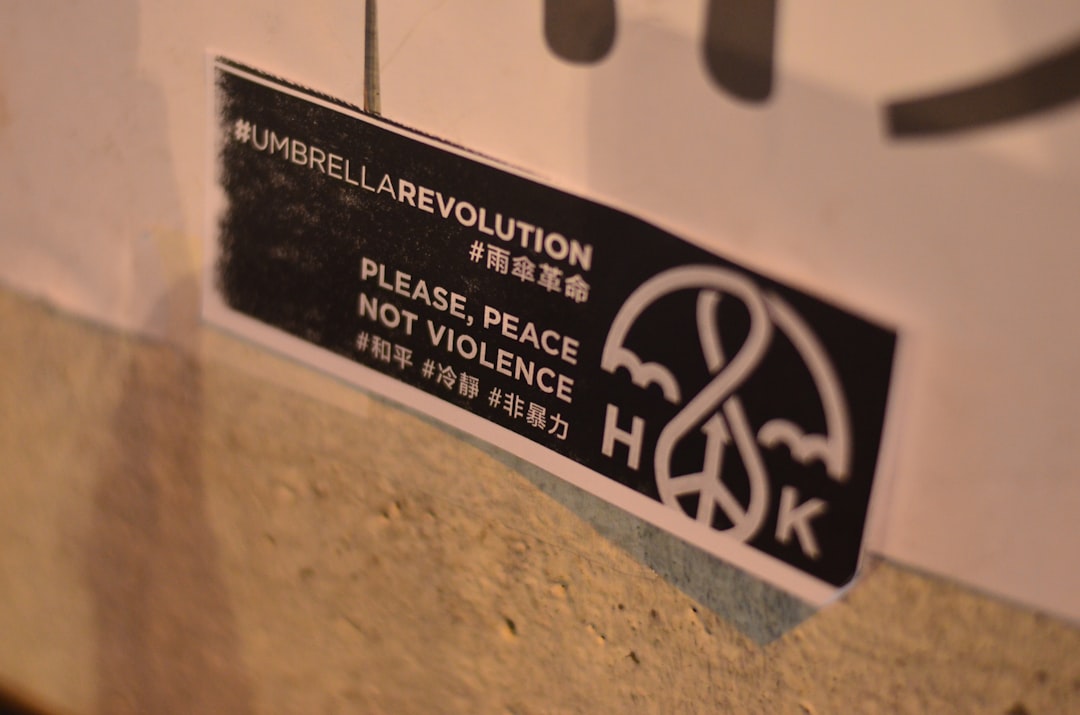 #UMBRELLAREVOLUTION
#雨傘革命
PLEASE, PEACE
NOT VIOLENCE
#和平 #冷靜 #非暴力
H K